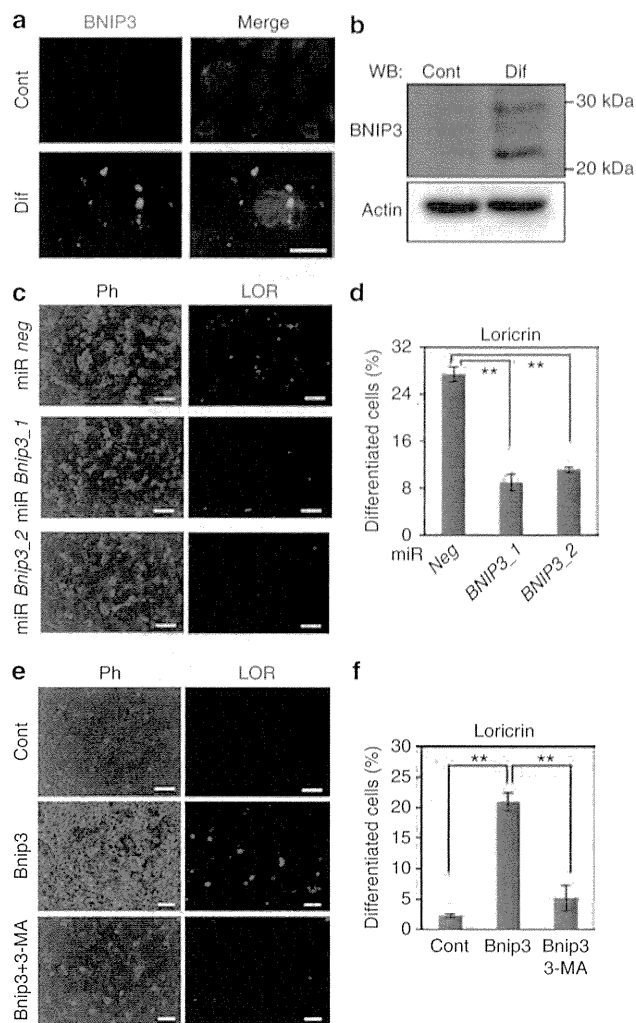 a
BNIP3 Merge
Cont
Dif
b
WB: Cont Dif
BNIP3
30 kDa
20 kDa
Actin
c
Ph LOR
miR neg
miR Bnip3_1
miR Bnip3_2
d
Loricrin
** **
Differentiated cells (%)
32
24
16
8
0
miR
Neg
BNIP3_1
BNIP3_2
e
Ph LOR
Cont
Bnip3
Bnip3+3-MA
f
Loricrin
** **
Differentiated cells (%)
30
25
20
15
10
5
0
Cont Bnip3 Bnip3
3-MA